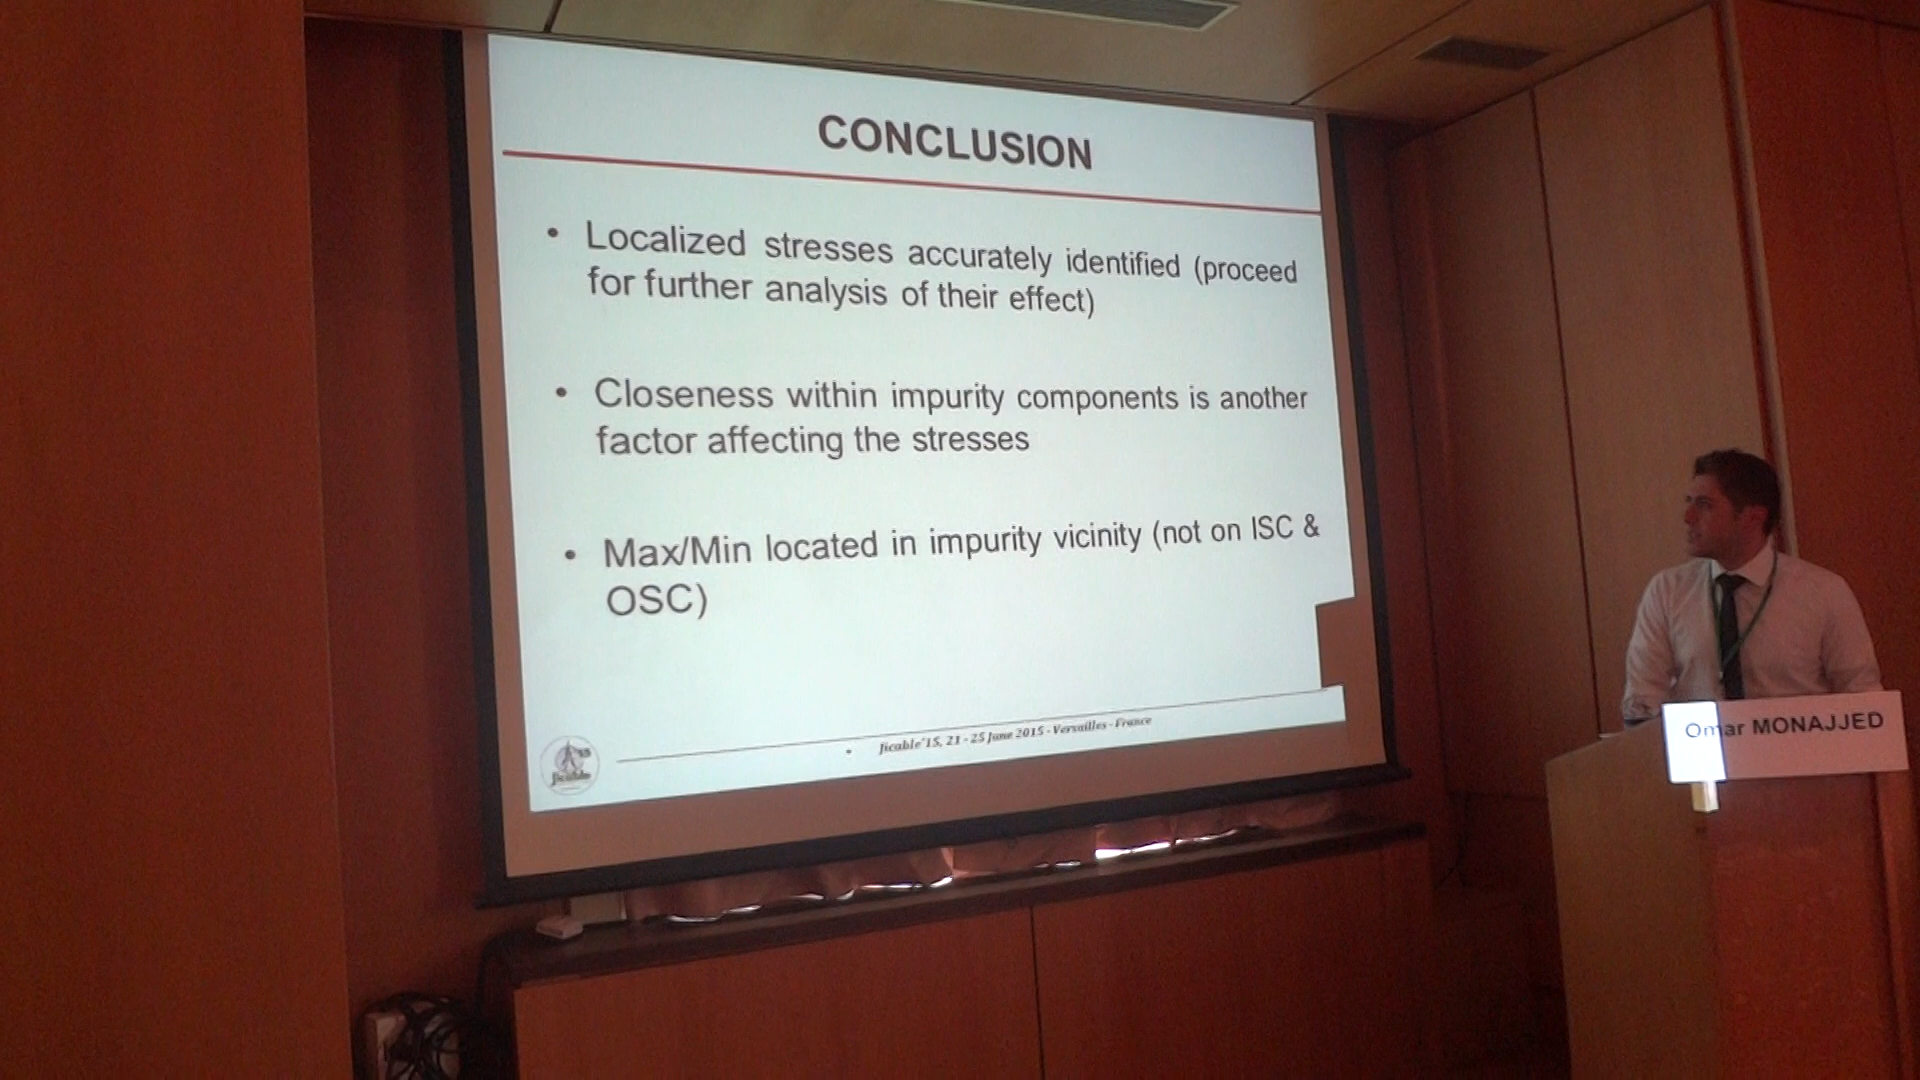 CONCLUSION
• Localized stresses accurately identified (proceed
for further analysis of their effect)
• Closeness within impurity components is another
factor affecting the stresses
• Max/Min located in impurity vicinity (not on ISC &
OSC)
• Jicable'15, 21 - 25 June 2015 - Versailles - France
Jicable
Omar MONAJJED